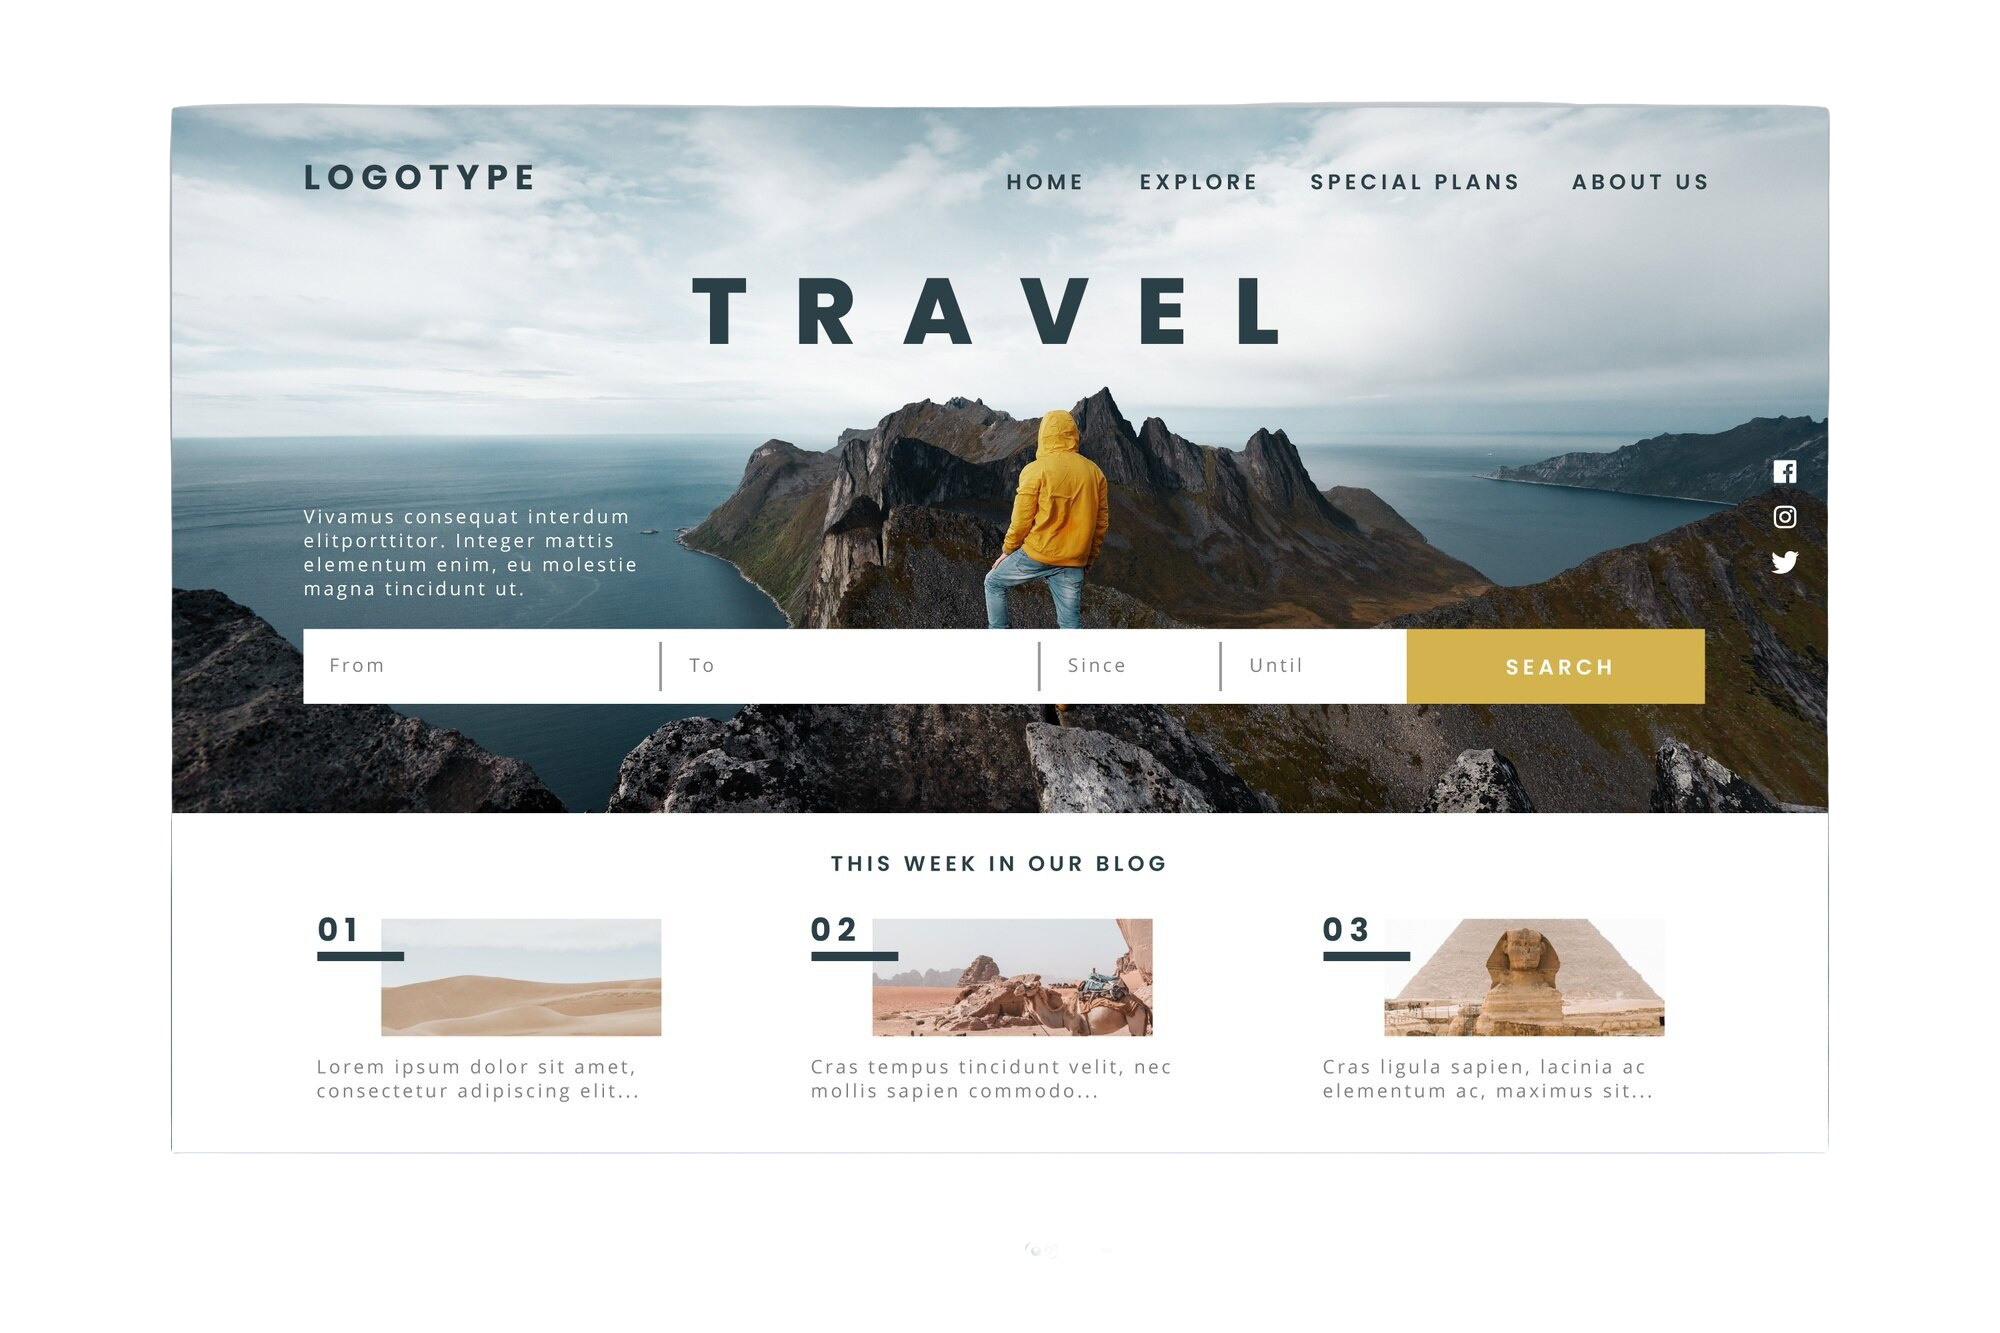 LOGOTYPE
HOME EXPLORE SPECIAL PLANS ABOUT US
TRAVEL
Vivamus consequat interdum
elitporttitor. Integer mattis
elementum enim, eu molestie
magna tincidunt ut.
From To Since Until SEARCH
THIS WEEK IN OUR BLOG
01
Lorem ipsum dolor sit amet,
consectetur adipiscing elit...
02
Cras tempus tincidunt velit, nec
mollis sapien commodo...
03
Cras ligula sapien, lacinia ac
elementum ac, maximus sit...